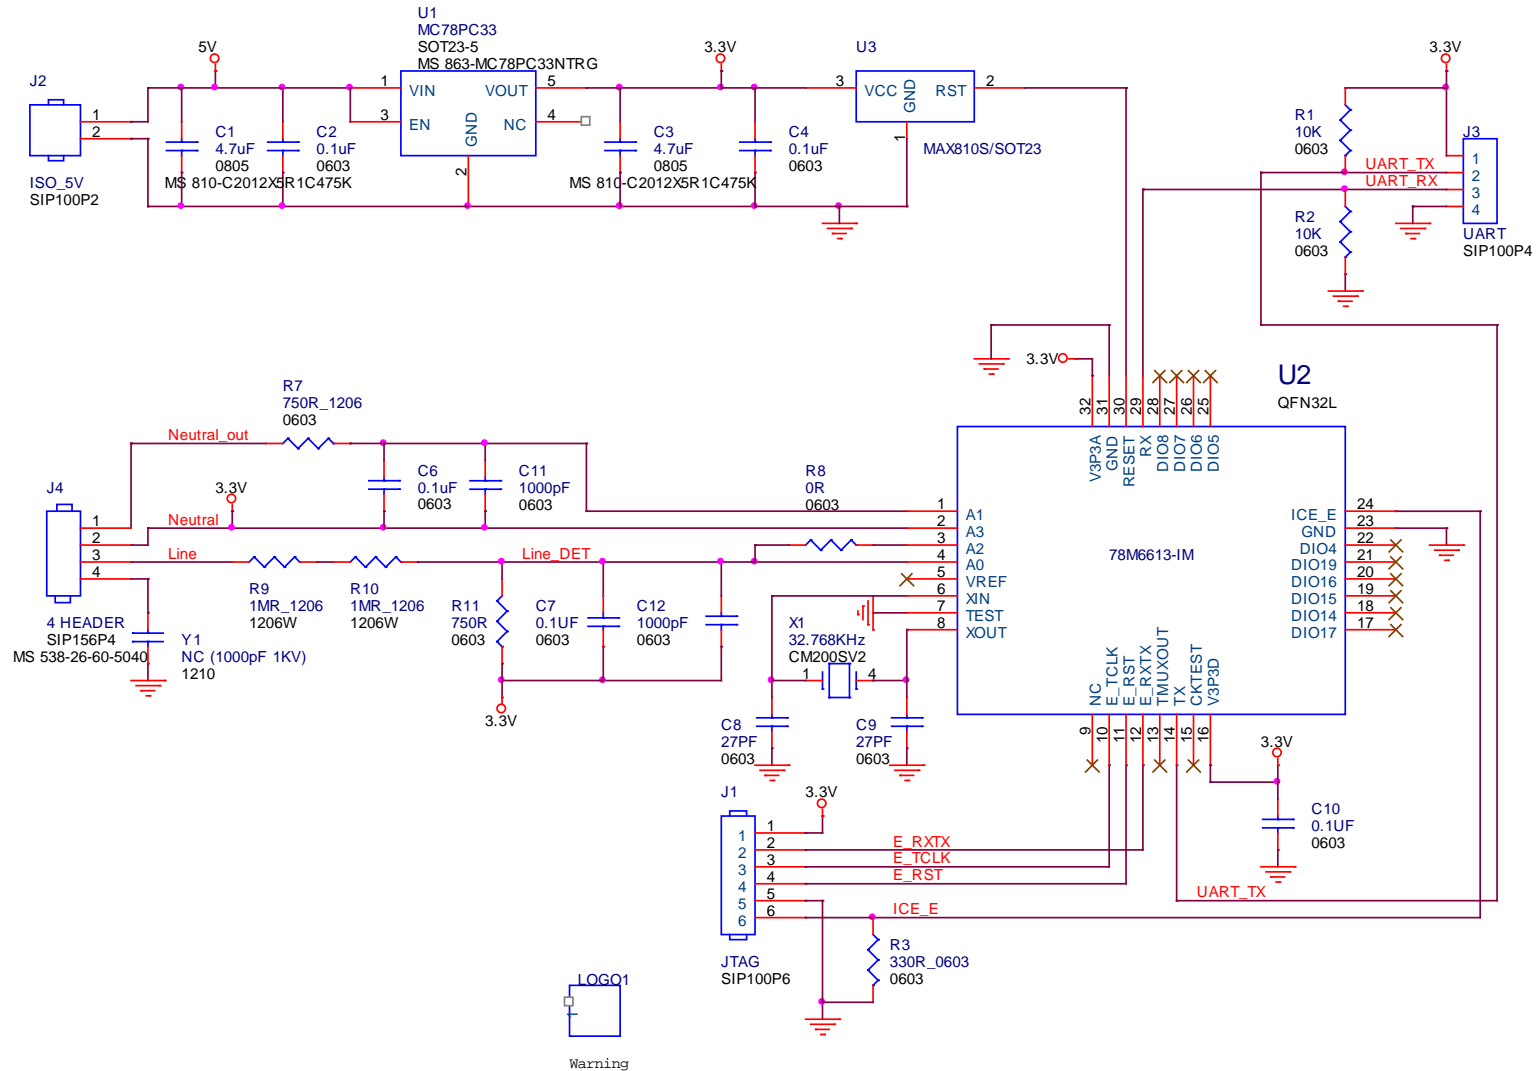 U1
MC78PC33
SOT23-5
MS 863-MC78PC33NTRG
5V
3.3V
U3
3.3V
J2
1
2
ISO_5V
SIP100P2
C1
4.7uF
0805
MS 810-C2012X5R1C475K
C2
0.1uF
0603
1
3
VIN
EN
GND
2
VOUT
NC
5
4
C3
4.7uF
0805
MS 810-C2012X5R1C475K
C4
0.1uF
0603
3
VCC
GND
RST
2
1
MAX810S/SOT23
R1
10K
0603
UART_TX
UART_RX
R2
10K
0603
J3
1
2
3
4
UART
SIP100P4
3.3V
U2
QFN32L
R7
750R_1206
0603
Neutral_out
J4
1
2
3
4
3.3V
Neutral
Line
4 HEADER
SIP156P4
MS 538-26-60-5040
Y1
NC (1000pF 1KV)
1210
C6
0.1uF
0603
C11
1000pF
0603
R8
0R
0603
Line_DET
R9
1MR_1206
1206W
R10
1MR_1206
1206W
R11
750R
0603
C7
0.1UF
0603
C12
1000pF
0603
3.3V
X1
32.768KHz
CM200SV2
1
4
C8
27PF
0603
C9
27PF
0603
32
31
30
29
28
27
26
25
V3P3A
GND
RESET
RX
DIO8
DIO7
DIO6
DIO5
1
2
3
4
5
6
7
8
A1
A3
A2
A0
VREF
XIN
TEST
XOUT
78M6613-IM
ICE_E
GND
DIO4
DIO19
DIO16
DIO15
DIO14
DIO17
24
23
22
21
20
19
18
17
NC
E_TCLK
E_RST
E_RXTX
TMUXOUT
TX
CKTEST
V3P3D
9
10
11
12
13
14
15
16
3.3V
C10
0.1UF
0603
UART_TX
J1
3.3V
1
2
3
4
5
6
1
2
3
4
5
6
E_RXTX
E_TCLK
E_RST
ICE_E
JTAG
SIP100P6
R3
330R_0603
0603
LOGO1
1
Warning